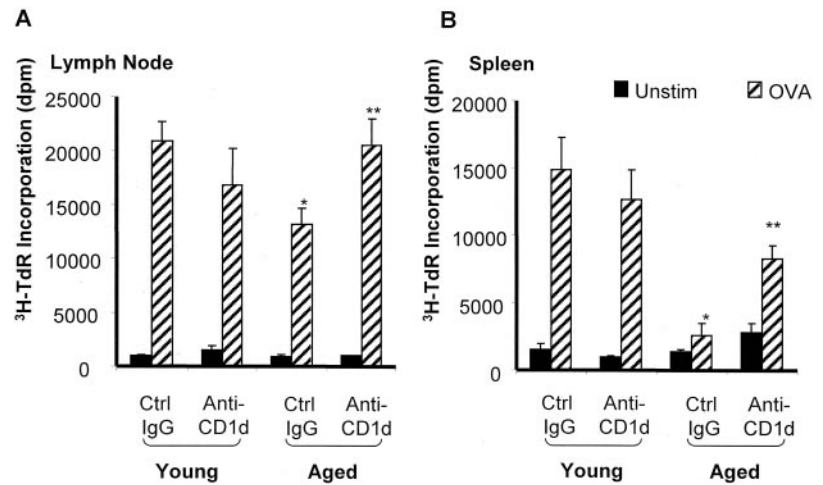 A
Lymph Node
³H-TdR Incorporation (dpm)
25000
20000
15000
10000
5000
0
*
**
Ctrl IgG
Anti-CD1d
Ctrl IgG
Anti-CD1d
Young
Aged
B
Spleen
Unstim
OVA
³H-TdR Incorporation (dpm)
20000
15000
10000
5000
0
*
**
Ctrl IgG
Anti-CD1d
Ctrl IgG
Anti-CD1d
Young
Aged